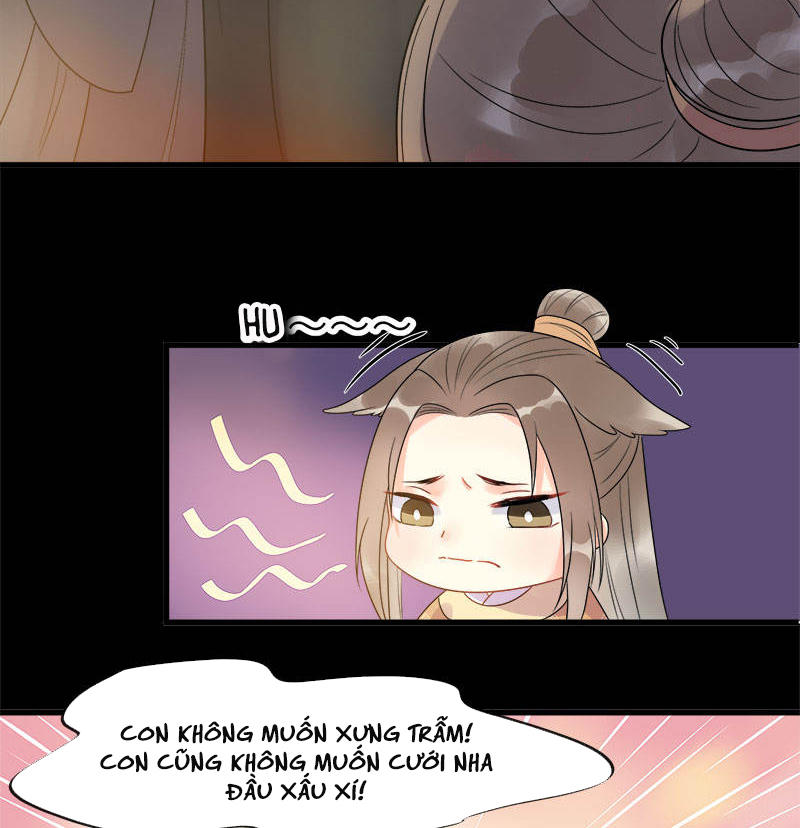 HU~~~
CON KHÔNG MUỐN XƯNG TRẪM!
CON CŨNG KHÔNG MUỐN CƯỚI NHA
ĐẦU XẤU XÍ!